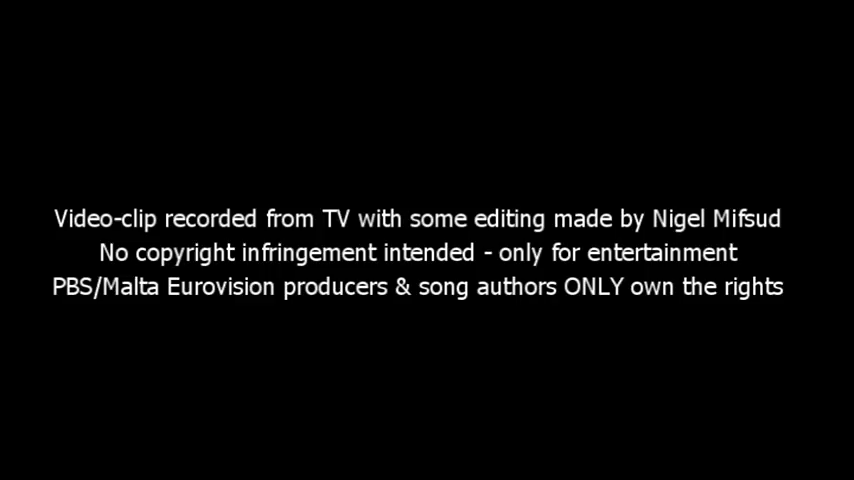 Video-clip recorded from TV with some editing made by Nigel Mifsud
No copyright infringement intended - only for entertainment
PBS/Malta Eurovision producers & song authors ONLY own the rights